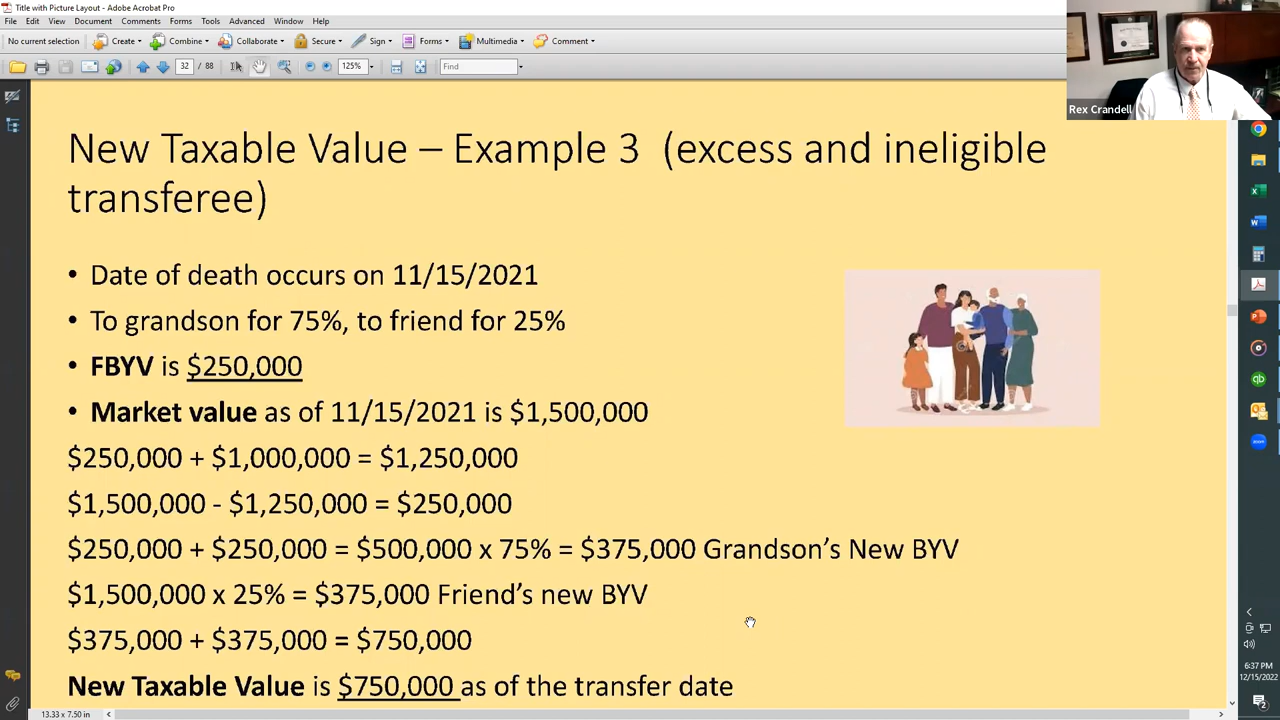 Title with Picture Layout - Adobe Acrobat Pro
File Edit View Document Comments Forms Tools Advanced Window Help
No current selection Create Combine Collaborate Secure Sign Forms Multimedia Comment
32 / 88 125% Find
Rex Crandell
New Taxable Value – Example 3 (excess and ineligible
transferee)
• Date of death occurs on 11/15/2021
• To grandson for 75%, to friend for 25%
• FBYV is $250,000
• Market value as of 11/15/2021 is $1,500,000
$250,000 + $1,000,000 = $1,250,000
$1,500,000 - $1,250,000 = $250,000
$250,000 + $250,000 = $500,000 x 75% = $375,000 Grandson’s New BYV
$1,500,000 x 25% = $375,000 Friend’s new BYV
$375,000 + $375,000 = $750,000
New Taxable Value is $750,000 as of the transfer date
6:37 PM
12/15/2022
13.33 x 7.50 in